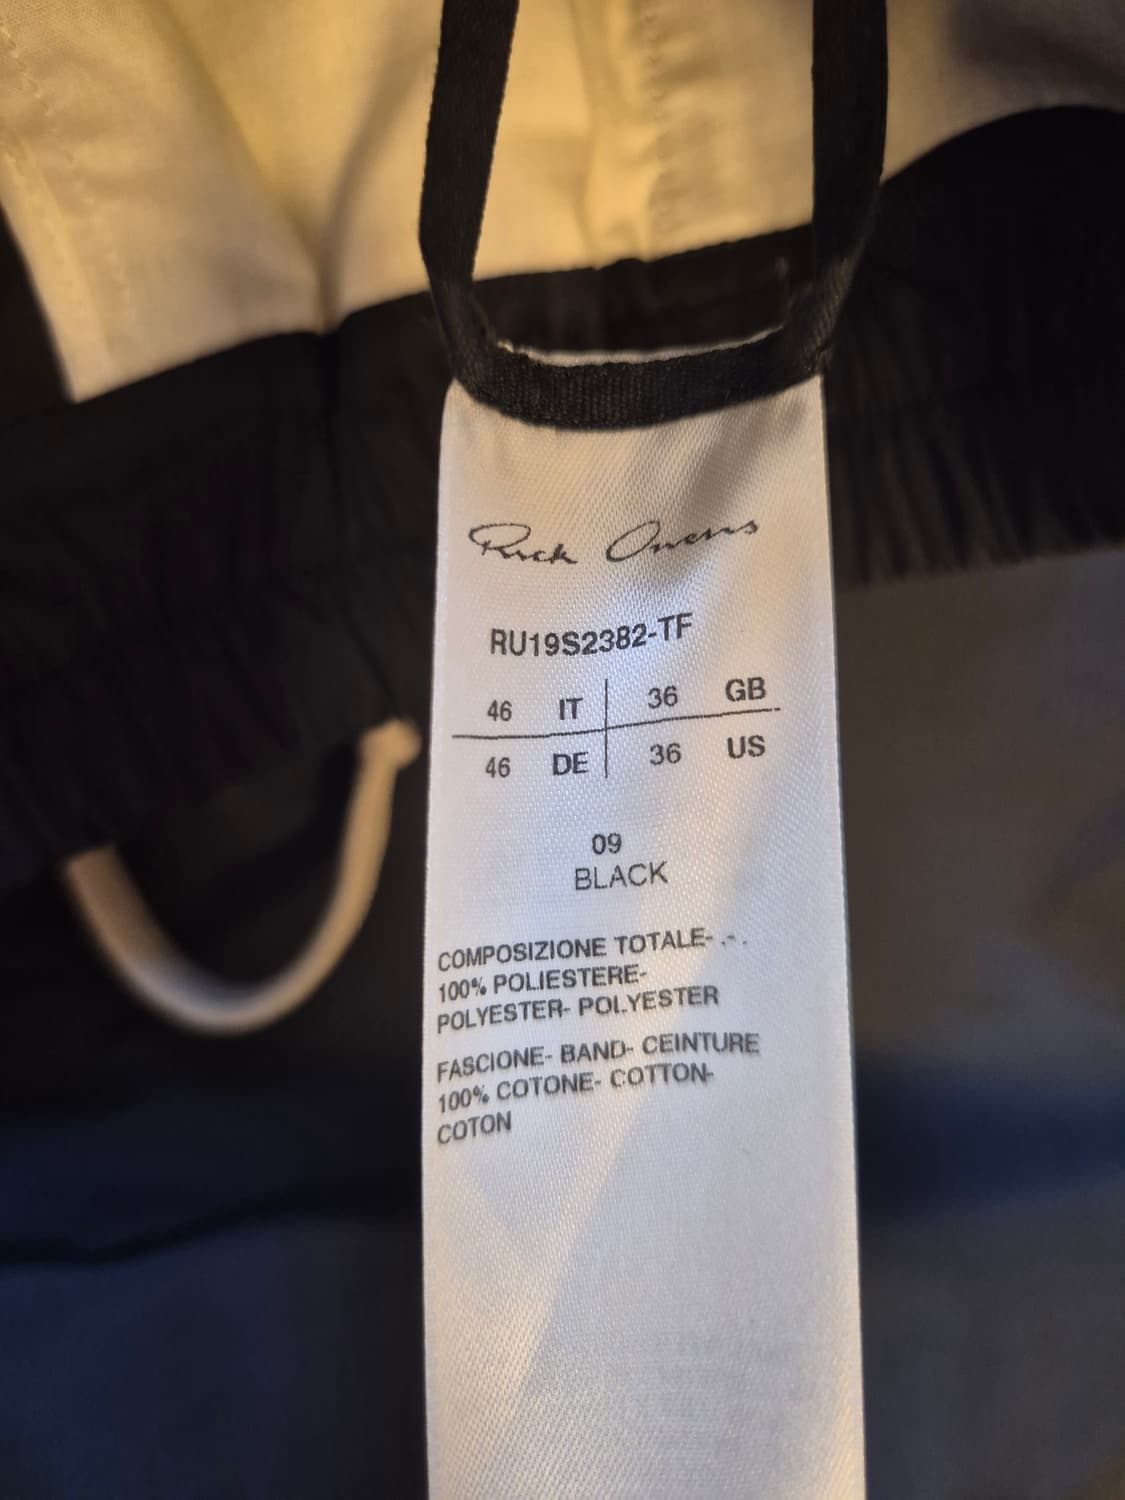 Rick Owens
RU19S2382-TF
46 IT 36 GB
46 DE 36 US
09
BLACK
COMPOSIZIONE TOTALE- .-.
100% POLIESTERE-
POLYESTER- POLYESTER
FASCIONE- BAND- CEINTURE
100% COTONE- COTTON-
COTON